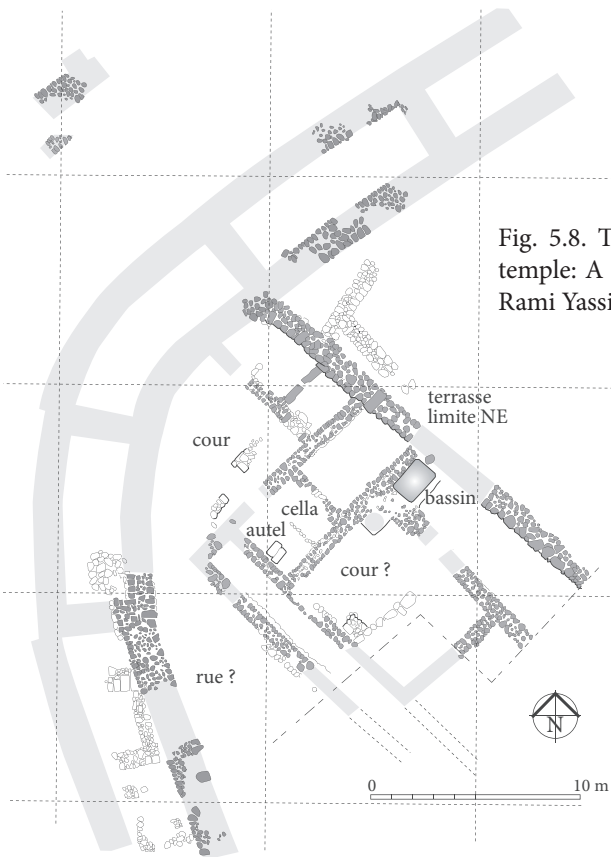 Fig. 5.8. T
temple: A
Rami Yassi
terrasse
limite NE
cour
bassin
cella
autel
cour ?
rue ?
N
0 10 m